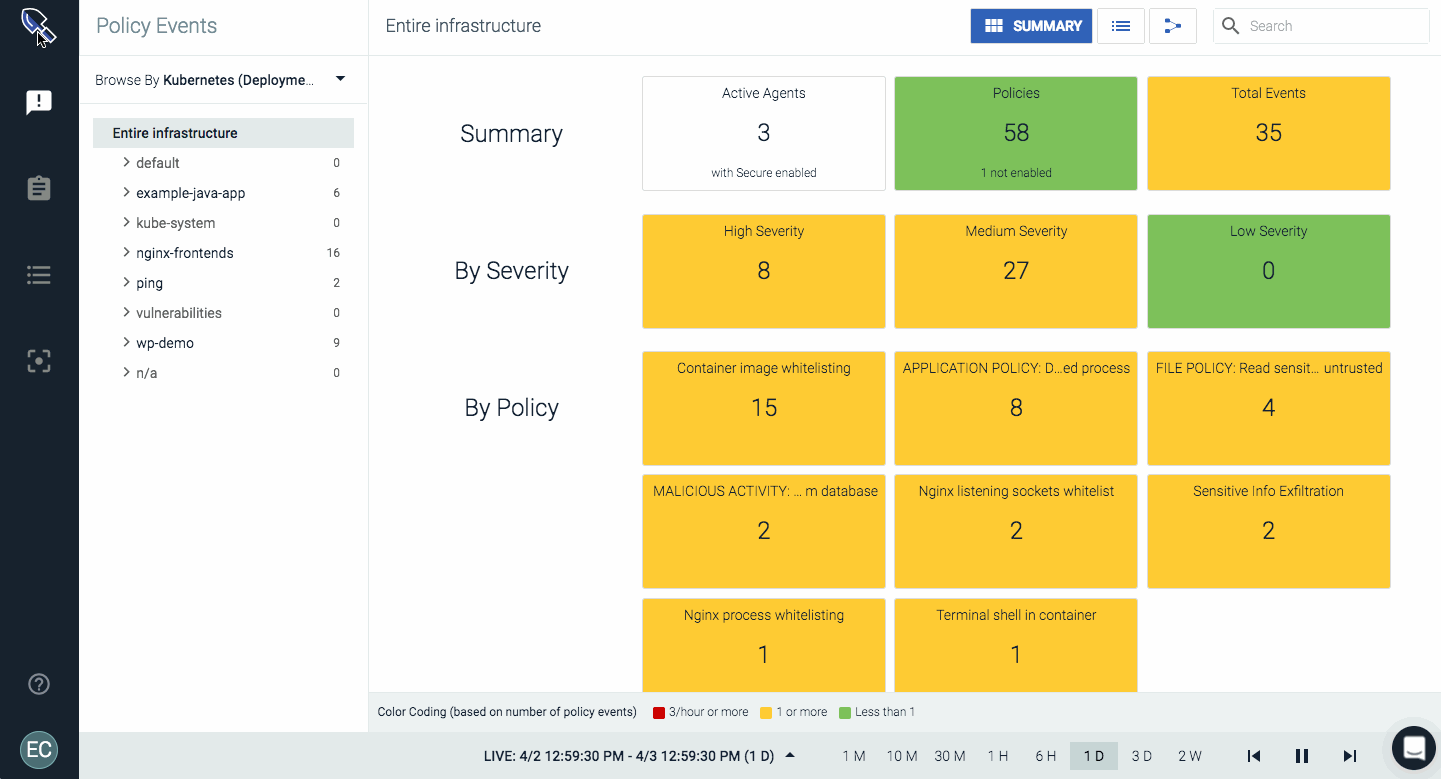 Policy Events
Entire infrastructure
SUMMARY
Search
Browse By Kubernetes (Deployme...
Entire infrastructure
default 0
example-java-app 6
kube-system 0
nginx-frontends 16
ping 2
vulnerabilities 0
wp-demo 9
n/a 0
Summary
Active Agents
3
with Secure enabled
Policies
58
1 not enabled
Total Events
35
By Severity
High Severity
8
Medium Severity
27
Low Severity
0
By Policy
Container image whitelisting
15
APPLICATION POLICY: D...ed process
8
FILE POLICY: Read sensit... untrusted
4
MALICIOUS ACTIVITY: ... m database
2
Nginx listening sockets whitelist
2
Sensitive Info Exfiltration
2
Nginx process whitelisting
1
Terminal shell in container
1
Color Coding (based on number of policy events) 3/hour or more 1 or more Less than 1
EC
LIVE: 4/2 12:59:30 PM - 4/3 12:59:30 PM (1 D) 1 M 10 M 30 M 1 H 6 H 1 D 3 D 2 W